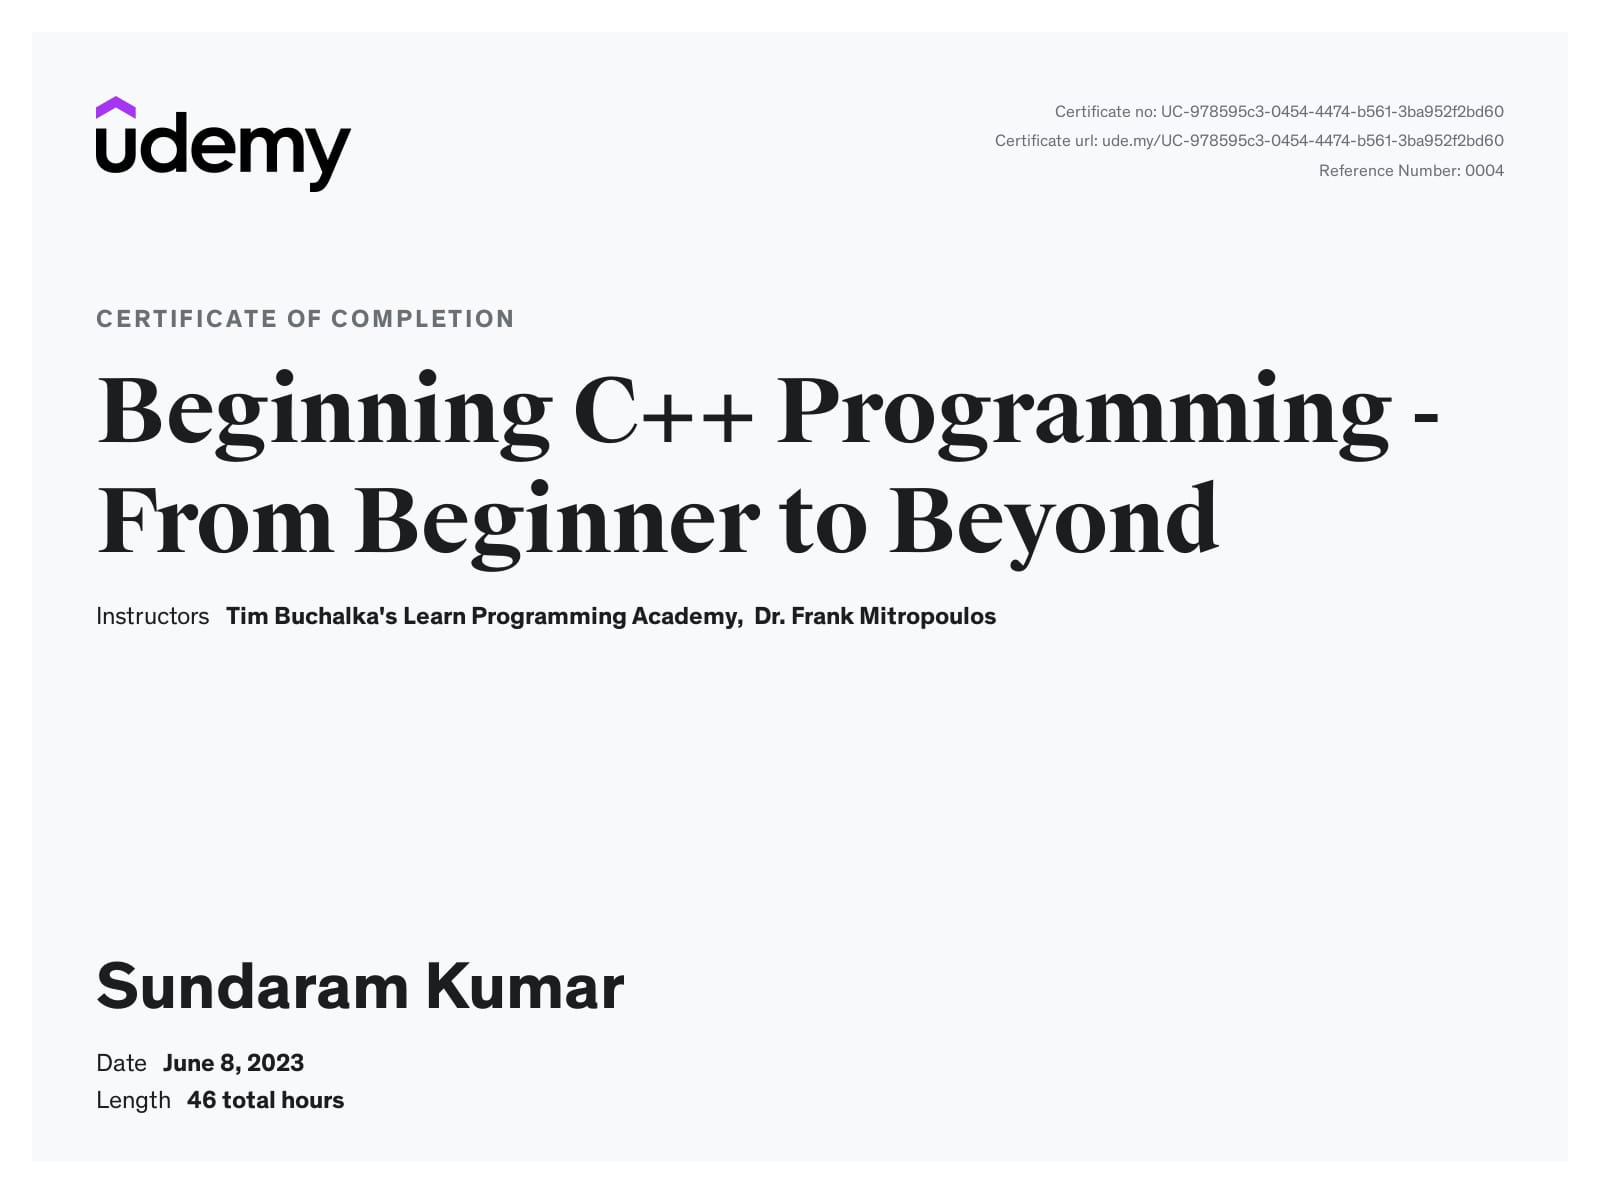 udemy
Certificate no: UC-978595c3-0454-4474-b561-3ba952f2bd60
Certificate url: ude.my/UC-978595c3-0454-4474-b561-3ba952f2bd60
Reference Number: 0004
CERTIFICATE OF COMPLETION
Beginning C++ Programming -
From Beginner to Beyond
Instructors Tim Buchalka's Learn Programming Academy, Dr. Frank Mitropoulos
Sundaram Kumar
Date June 8, 2023
Length 46 total hours